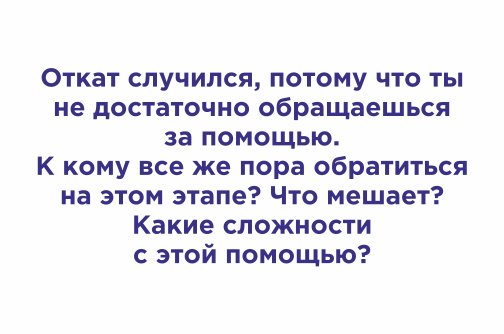 Откат случился, потому что ты
не достаточно обращаешься
за помощью.
К кому все же пора обратиться
на этом этапе? Что мешает?
Какие сложности
с этой помощью?